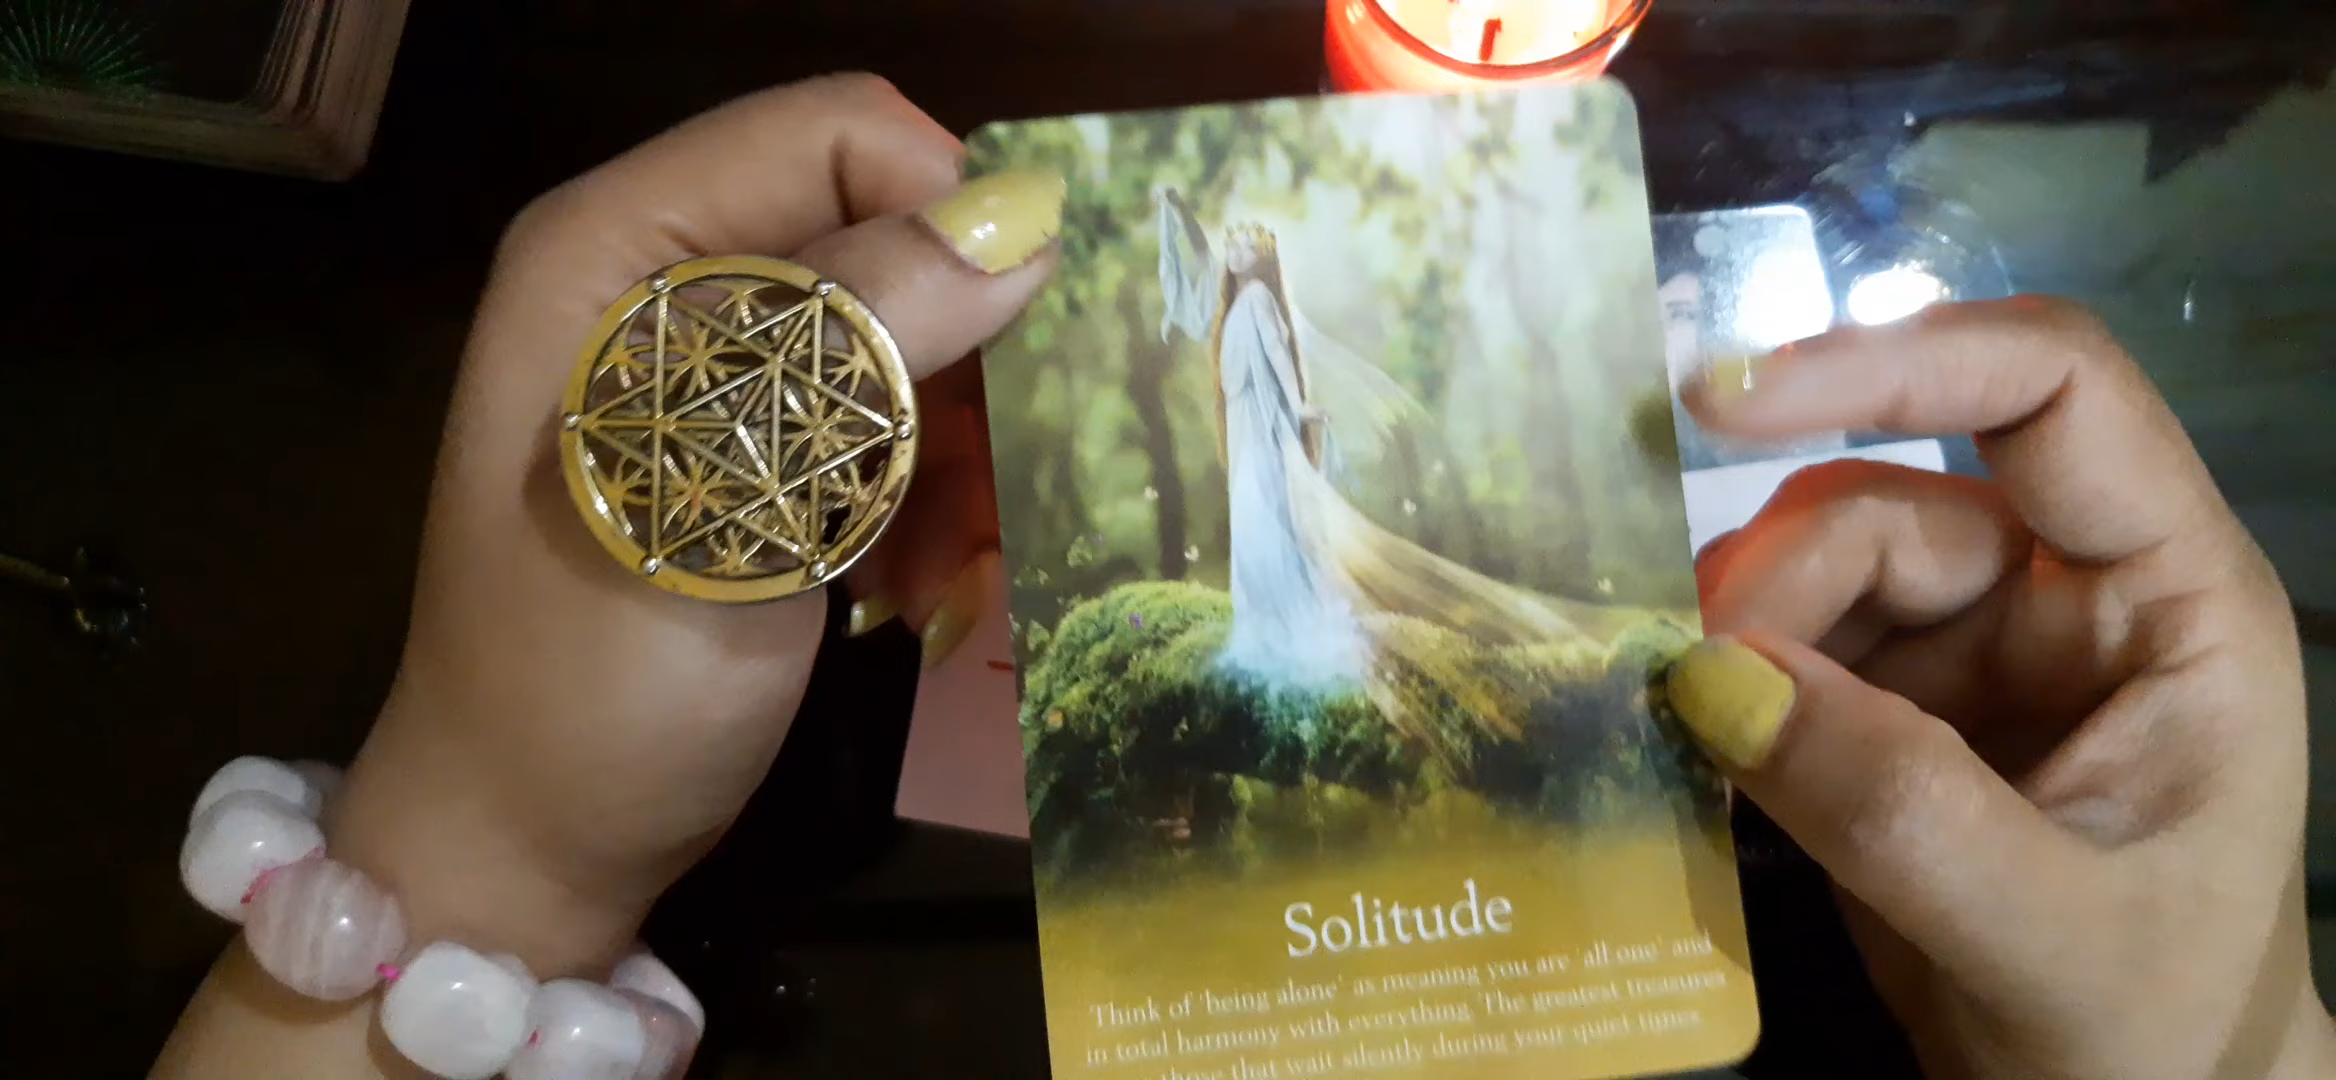 Solitude
Think of 'being alone' as meaning you are 'all one' and
in total harmony with everything. The greatest treasures
those that wait silently during your quiet times